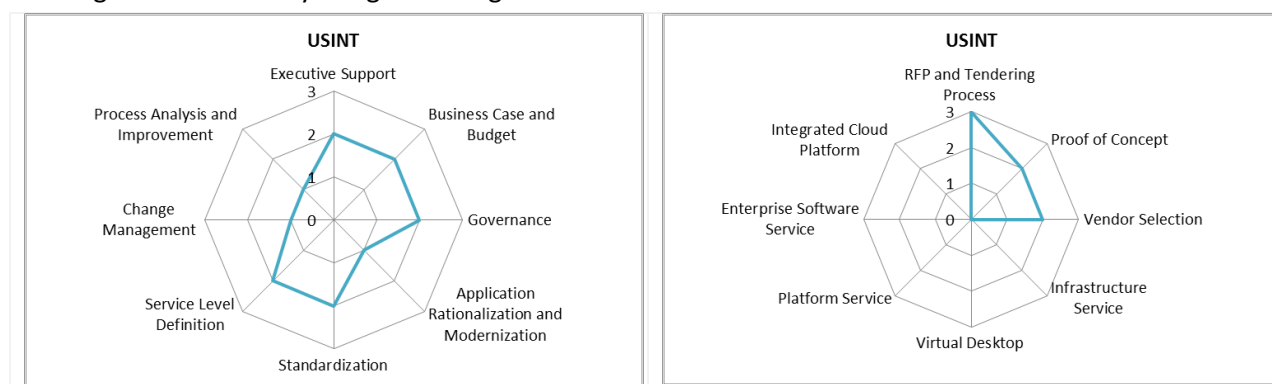 USINT
Executive Support
3
Process Analysis and
Improvement
Business Case and
Budget
2
1
Change
Management
0
Governance
Service Level
Definition
Application
Rationalization and
Modernization
Standardization
USINT
RFP and Tendering
Process
3
Integrated Cloud
Platform
Proof of Concept
2
1
Enterprise Software
Service
0
Vendor Selection
Platform Service
Infrastructure
Service
Virtual Desktop